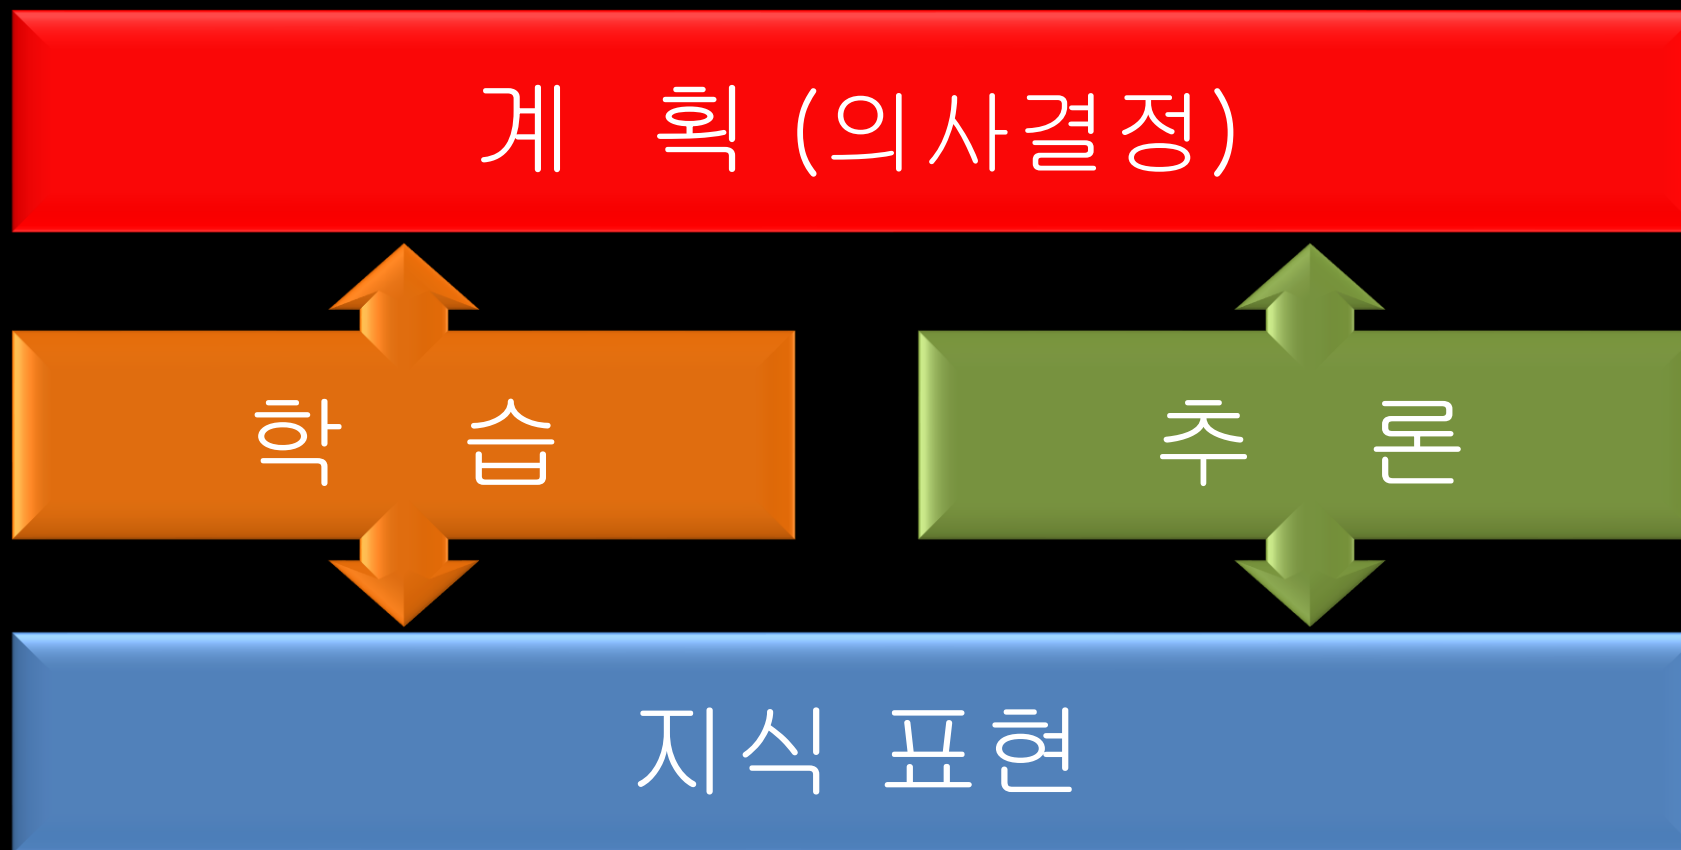 계 획 (의사결정)
학 습
추 론
지식 표현